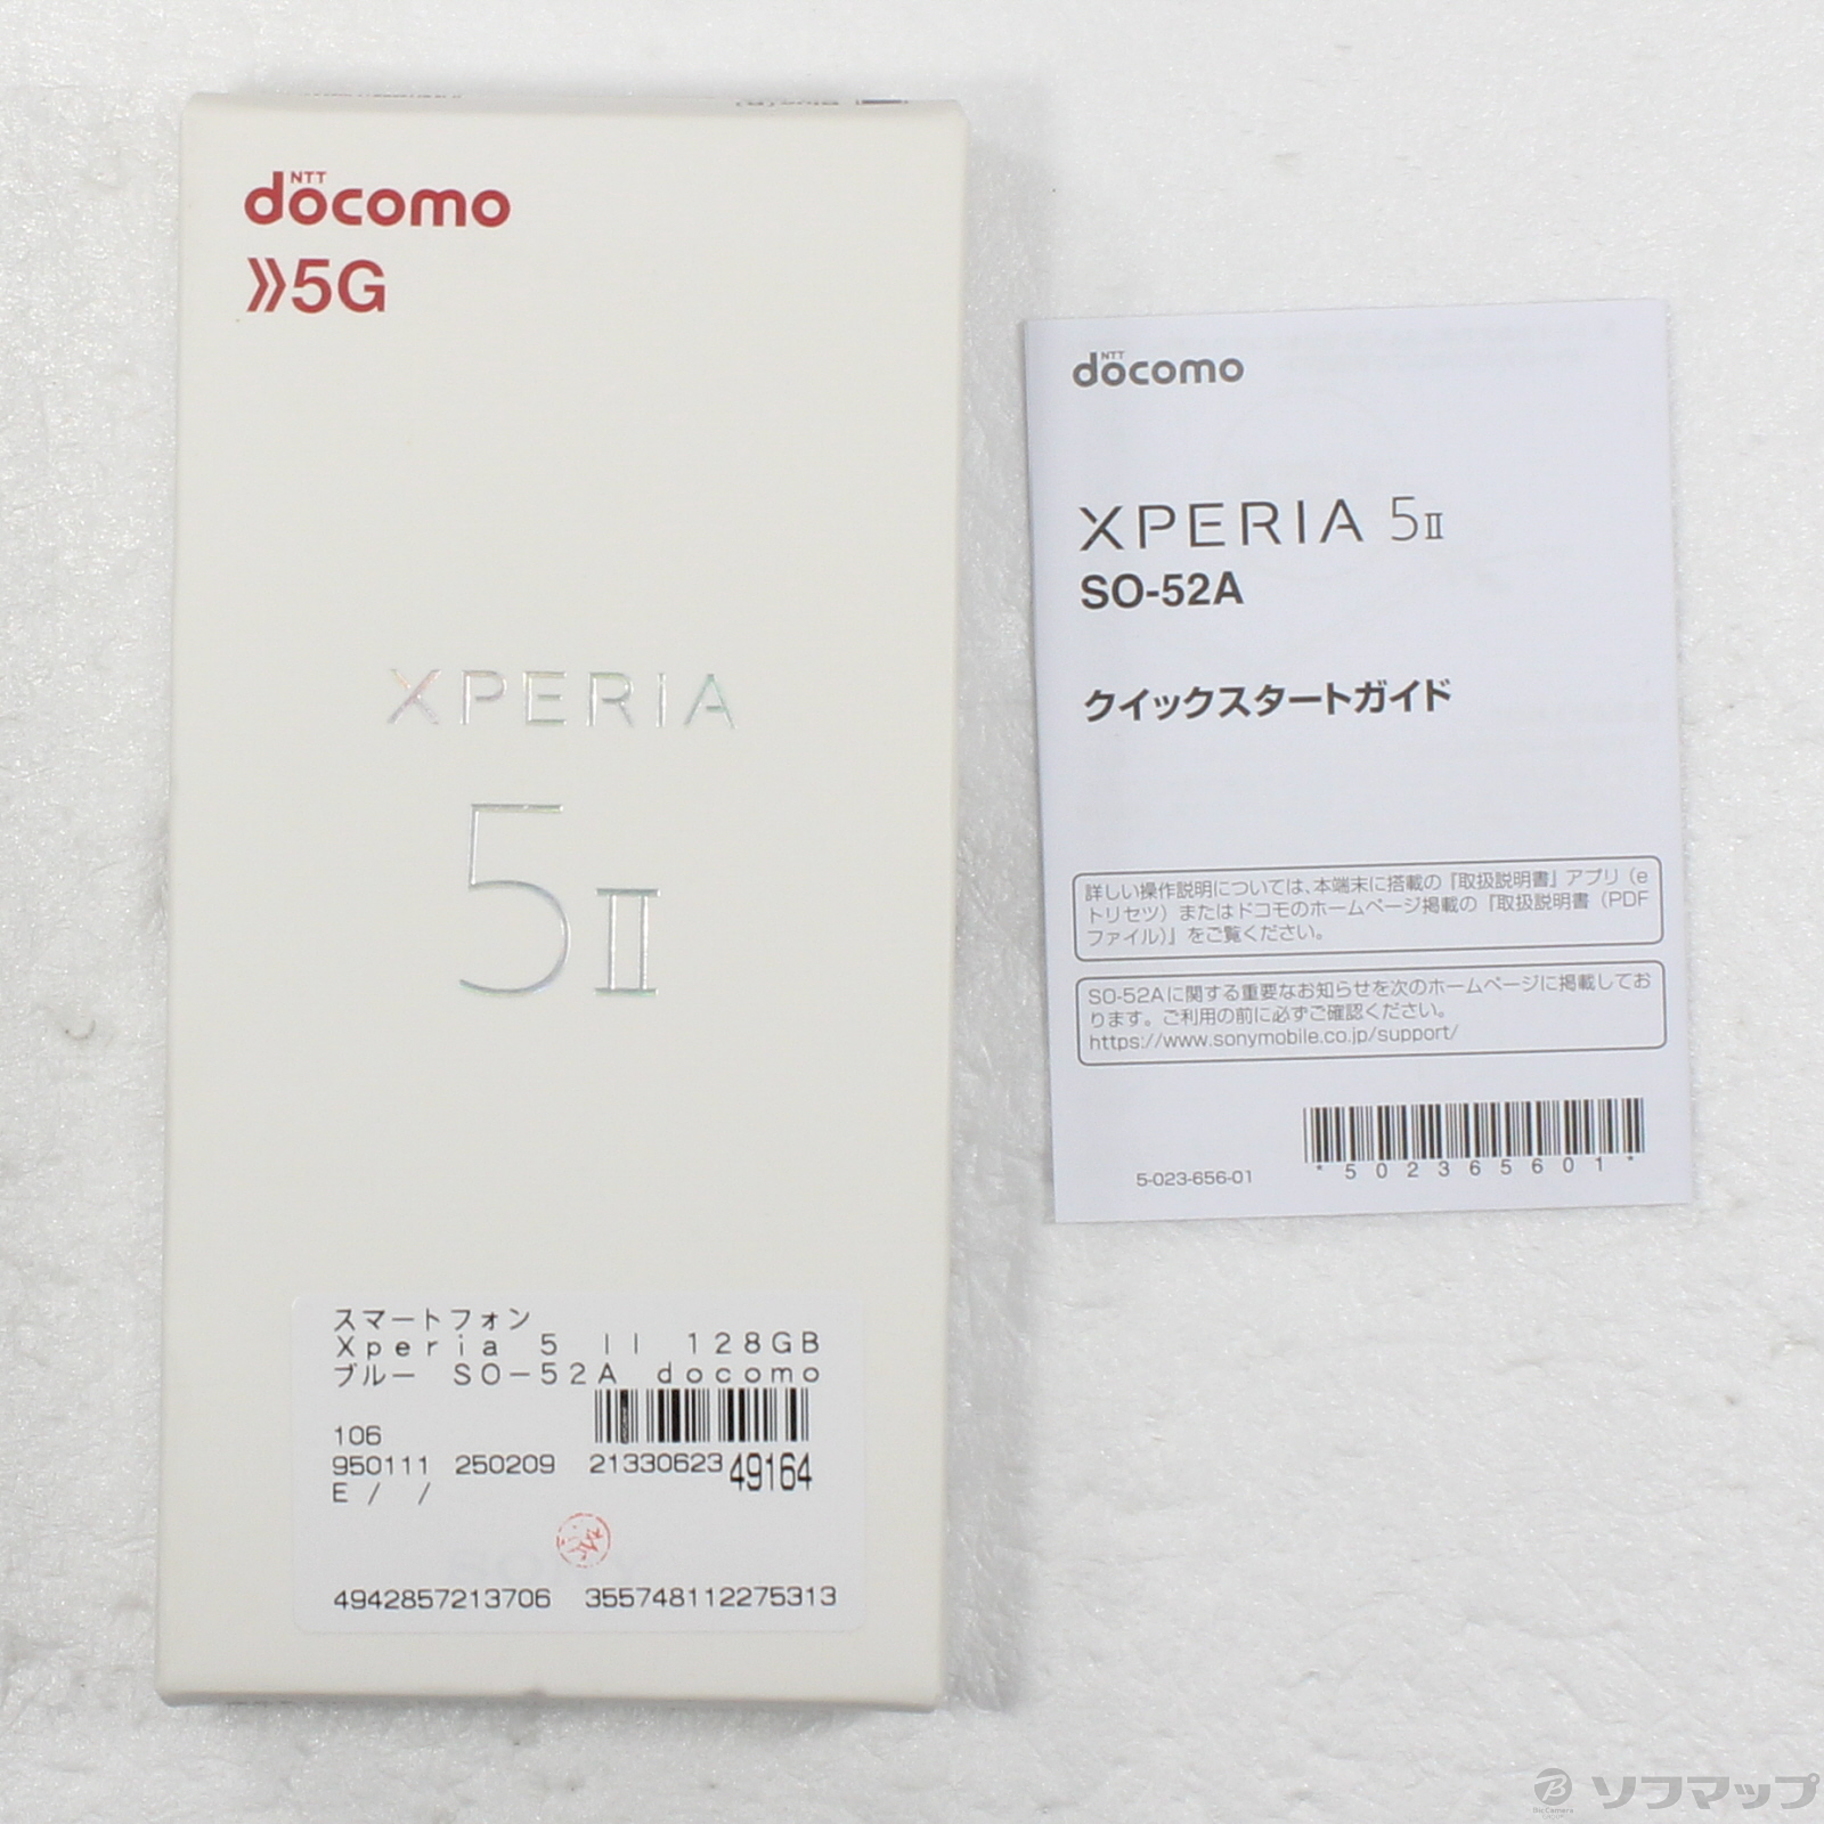 NTT
docomo
5G
XPERIA
5II
スマートフォン
Xperia 5 II 128GB
ブルー SO-52A docomo
106
950111 250209 2133062349164
E / /
4942857213706 355748112275313
NTT
docomo
XPERIA 5II
SO-52A
クイックスタートガイド
詳しい操作説明については、本端末に搭載の『取扱説明書』アプリ（e
トリセツ）またはドコモのホームページ掲載の『取扱説明書（PDF
ファイル）』をご覧ください。
SO-52Aに関する重要なお知らせを次のホームページに掲載してお
ります。ご利用の前に必ずご確認ください。
https://www.sonymobile.co.jp/support/
5-023-656-01
*502365601*
ソフマップ